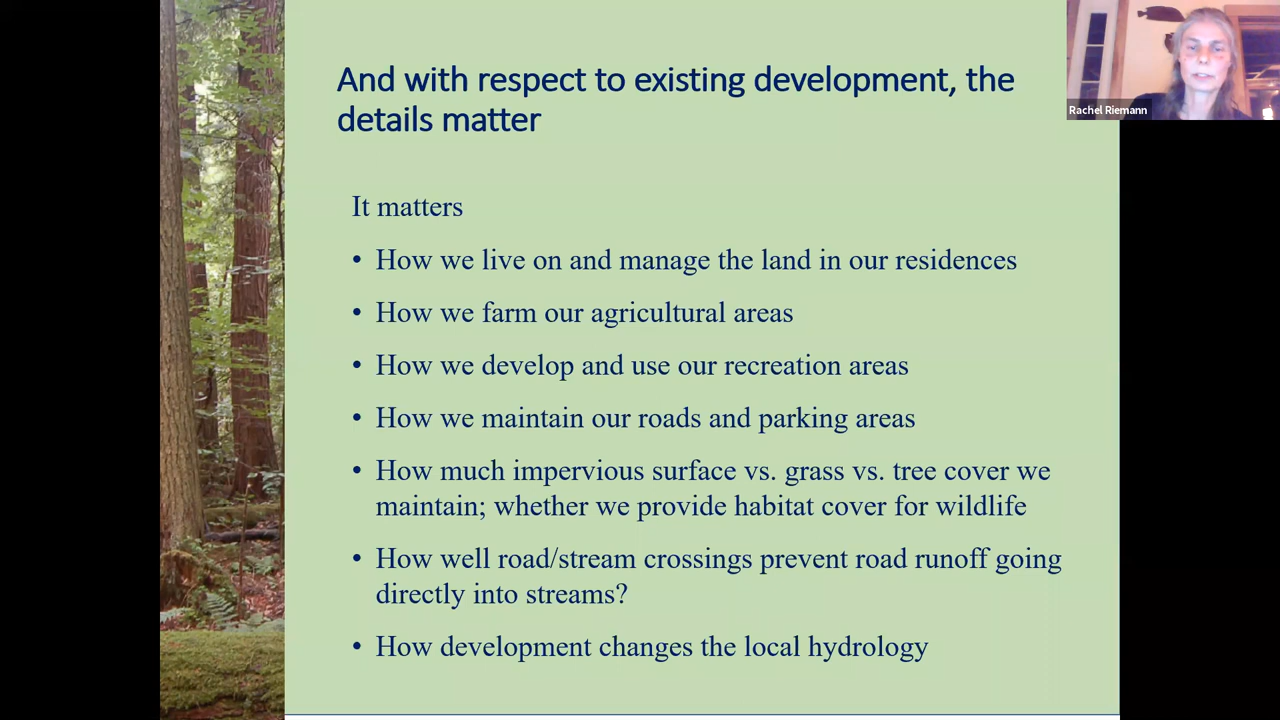 And with respect to existing development, the
details matter
Rachel Riemann
It matters
• How we live on and manage the land in our residences
• How we farm our agricultural areas
• How we develop and use our recreation areas
• How we maintain our roads and parking areas
• How much impervious surface vs. grass vs. tree cover we
maintain; whether we provide habitat cover for wildlife
• How well road/stream crossings prevent road runoff going
directly into streams?
• How development changes the local hydrology